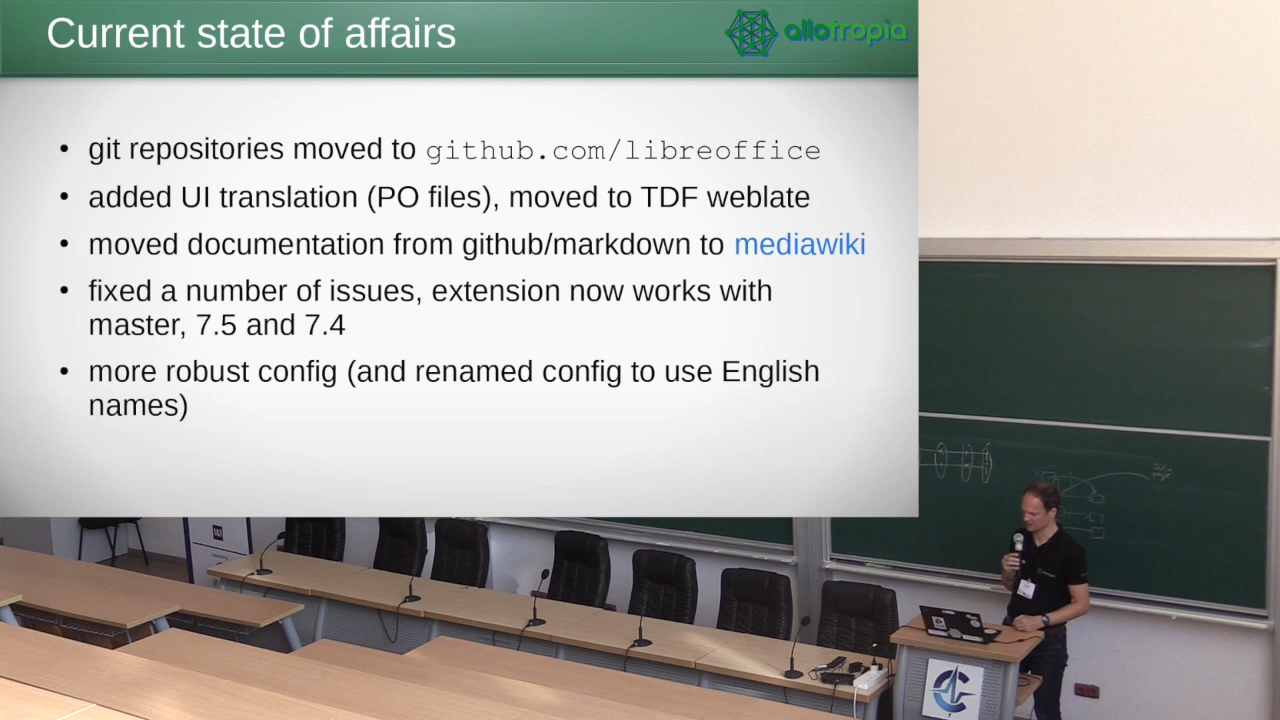 Current state of affairs
allotropia
• git repositories moved to github.com/libreoffice
• added UI translation (PO files), moved to TDF weblate
• moved documentation from github/markdown to mediawiki
• fixed a number of issues, extension now works with
master, 7.5 and 7.4
• more robust config (and renamed config to use English
names)